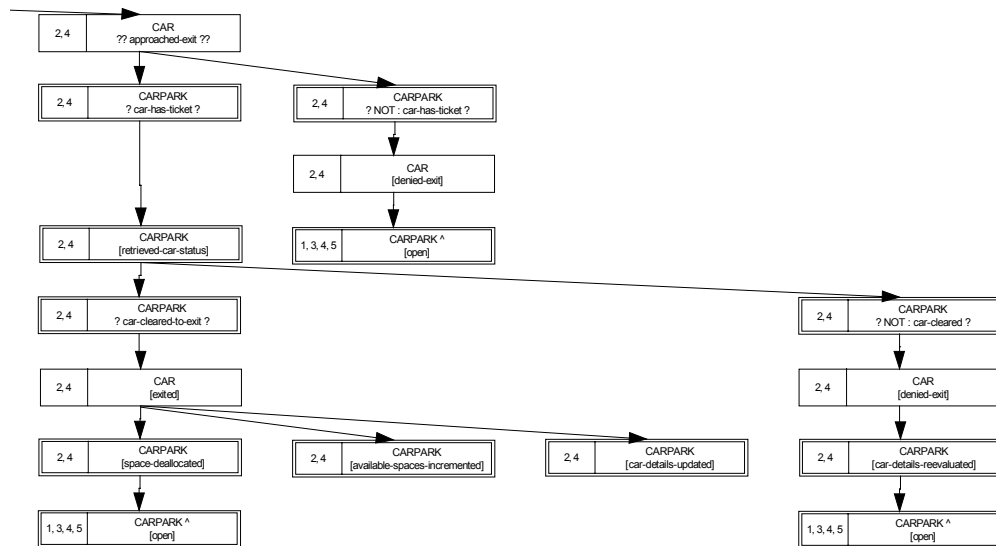 2, 4
CAR
?? approached-exit ??
2, 4
CARPARK
? car-has-ticket ?
2, 4
CARPARK
? NOT : car-has-ticket ?
2, 4
CAR
[denied-exit]
2, 4
CARPARK
[retrieved-car-status]
1, 3, 4, 5
CARPARK ^
[open]
2, 4
CARPARK
? car-cleared-to-exit ?
2, 4
CARPARK
? NOT : car-cleared ?
2, 4
CAR
[exited]
2, 4
CAR
[denied-exit]
2, 4
CARPARK
[space-deallocated]
2, 4
CARPARK
[available-spaces-incremented]
2, 4
CARPARK
[car-details-updated]
2, 4
CARPARK
[car-details-reevaluated]
1, 3, 4, 5
CARPARK ^
[open]
1, 3, 4, 5
CARPARK ^
[open]